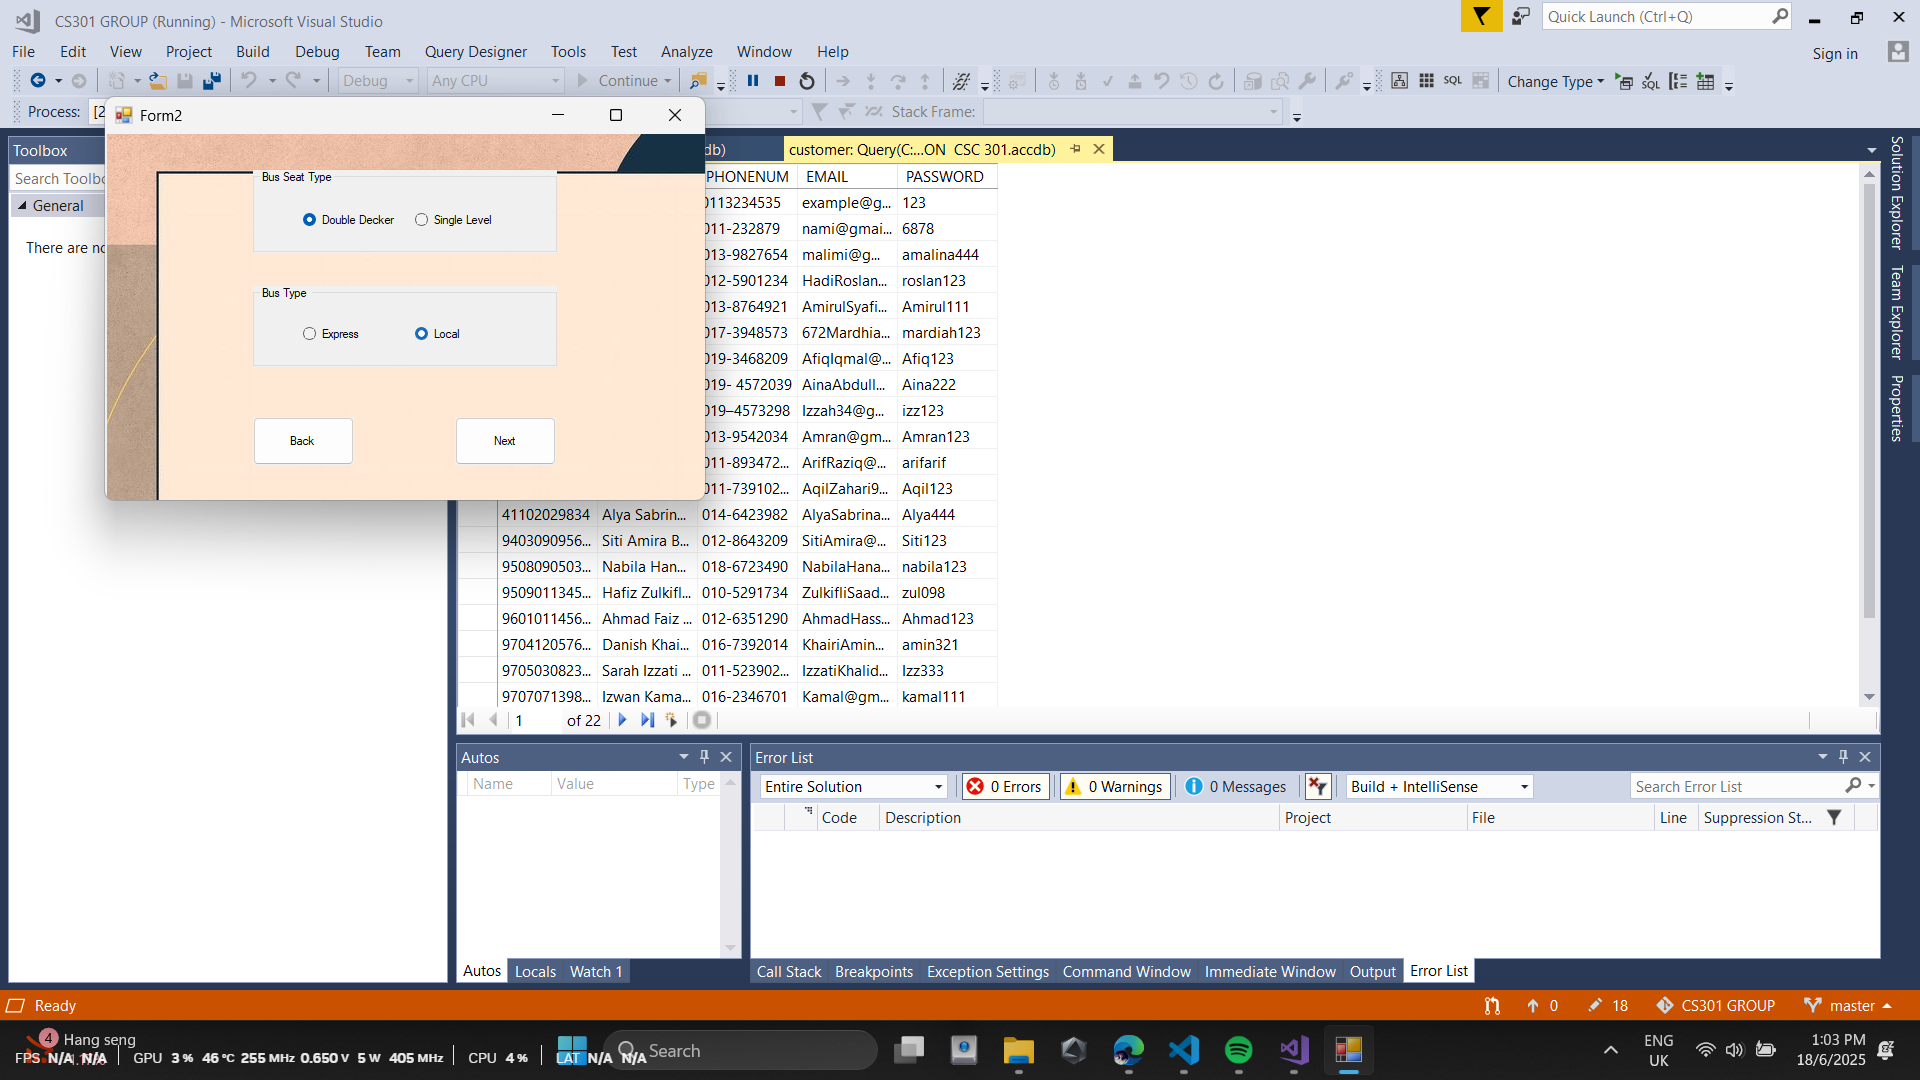 CS301 GROUP (Running) - Microsoft Visual Studio
Quick Launch (Ctrl+Q)
File Edit View Project Build Debug Team Query Designer Tools Test Analyze Window Help
Sign in
Debug Any CPU Continue SQL Change Type SQL
Process: [2 Stack Frame:
Form2
Toolbox
db) customer: Query(C:...ON CSC 301.accdb)
Search Toolbo
General
There are no
Bus Seat Type
Double Decker Single Level
Bus Type
Express Local
Back Next
PHONENUM EMAIL PASSWORD
0113234535 example@g... 123
011-232879 nami@gmai... 6878
013-9827654 malimi@g... amalina444
012-5901234 HadiRoslan... roslan123
013-8764921 AmirulSyafi... Amirul111
017-3948573 672Mardhia... mardiah123
019-3468209 AfiqIqmal@... Afiq123
019- 4572039 AinaAbdull... Aina222
019–4573298 Izzah34@g... izz123
013-9542034 Amran@gm... Amran123
011-893472... ArifRaziq@... arifarif
011-739102... AqilZahari9... Aqil123
41102029834 Alya Sabrin... 014-6423982 AlyaSabrina... Alya444
9403090956... Siti Amira B... 012-8643209 SitiAmira@... Siti123
9508090503... Nabila Han... 018-6723490 NabilaHana... nabila123
9509011345... Hafiz Zulkifl... 010-5291734 ZulkifliSaad... zul098
9601011456... Ahmad Faiz ... 012-6351290 AhmadHass... Ahmad123
9704120576... Danish Khai... 016-7392014 KhairiAmin... amin321
9705030823... Sarah Izzati ... 011-523902... IzzatiKhalid... Izz333
9707071398... Izwan Kama... 016-2346701 Kamal@gm... kamal111
1 of 22
Solution Explorer
Team Explorer
Properties
Autos
Name Value Type
Autos Locals Watch 1
Error List
Entire Solution 0 Errors 0 Warnings 0 Messages Build + IntelliSense Search Error List
Code Description Project File Line Suppression St...
Call Stack Breakpoints Exception Settings Command Window Immediate Window Output Error List
Ready 0 18 CS301 GROUP master
4 Hang seng
FPS N/A N/A GPU 3 % 46 °C 255 MHz 0.650 V 5 W 405 MHz CPU 4 % LAT N/A N/A
Search
ENG
UK
1:03 PM
18/6/2025